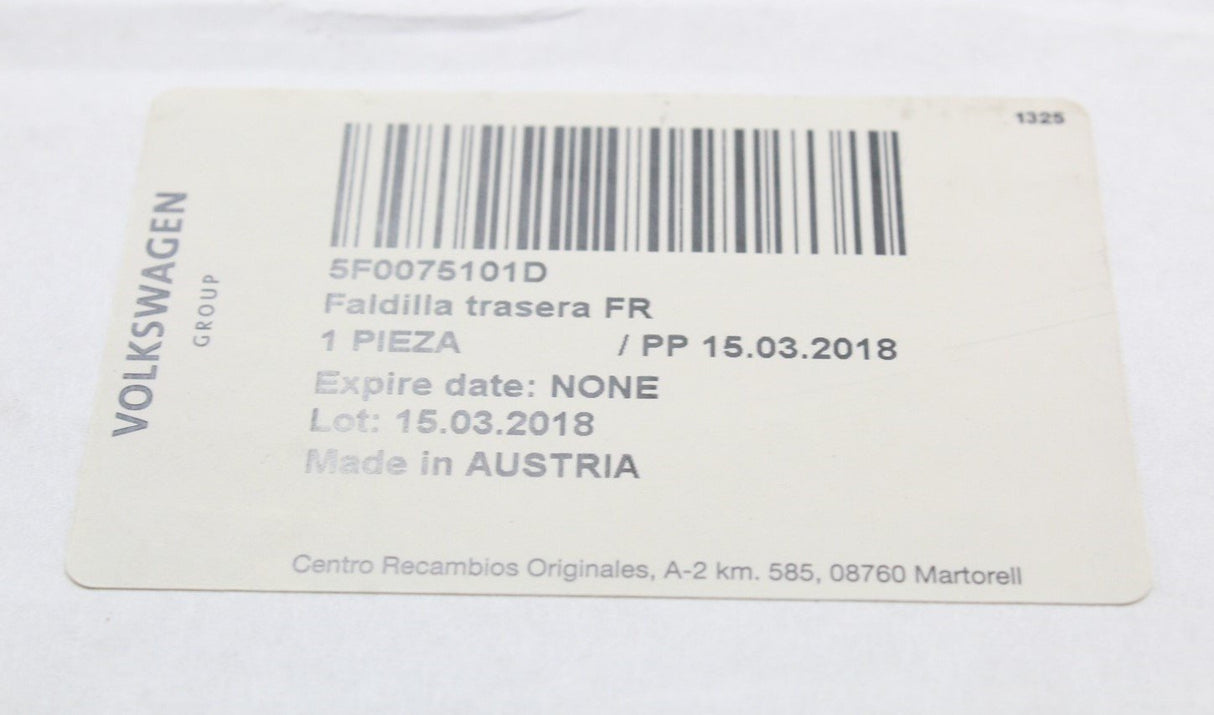 1325
VOLKSWAGEN
GROUP
5F0075101D
Faldilla trasera FR
1 PIEZA / PP 15.03.2018
Expire date: NONE
Lot: 15.03.2018
Made in AUSTRIA
Centro Recambios Originales, A-2 km. 585, 08760 Martorell